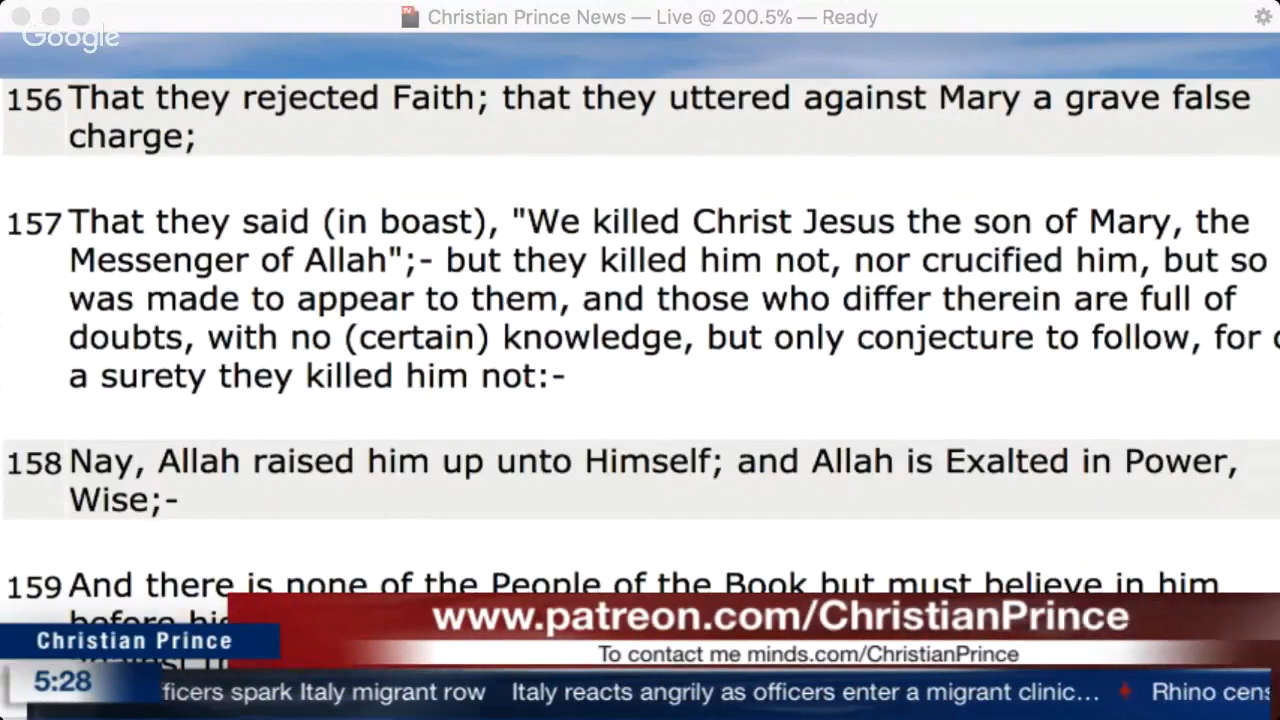 Christian Prince News — Live @ 200.5% — Ready
Google
156 That they rejected Faith; that they uttered against Mary a grave false
charge;
157 That they said (in boast), "We killed Christ Jesus the son of Mary, the
Messenger of Allah";- but they killed him not, nor crucified him, but so
was made to appear to them, and those who differ therein are full of
doubts, with no (certain) knowledge, but only conjecture to follow, for
a surety they killed him not:-
158 Nay, Allah raised him up unto Himself; and Allah is Exalted in Power,
Wise;-
159 And there is none of the People of the Book but must believe in him
before
www.patreon.com/ChristianPrince
Christian Prince
To contact me minds.com/ChristianPrince
5:28
ficers spark Italy migrant row Italy reacts angrily as officers enter a migrant clinic... Rhino cens